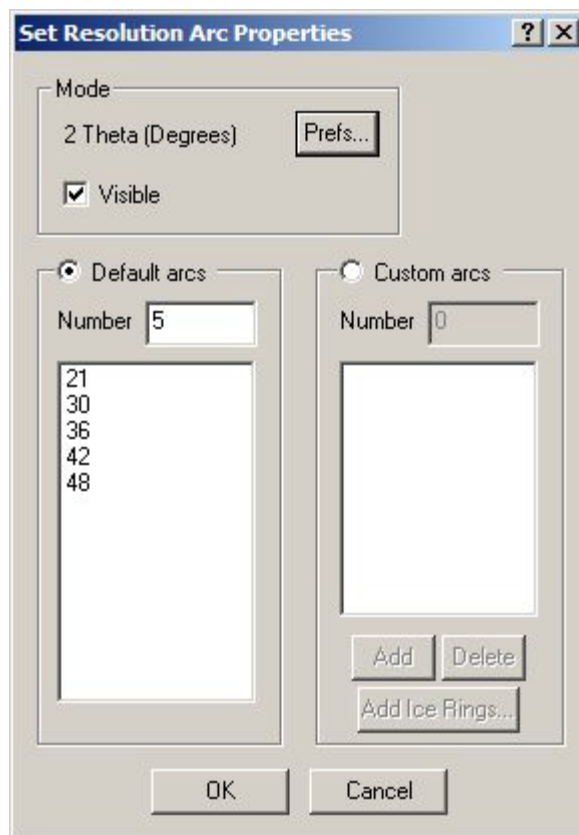 Set Resolution Arc Properties
Mode
2 Theta (Degrees)
Prefs...
Visible
Default arcs
Number 5
21
30
36
42
48
Custom arcs
Number 0
Add
Delete
Add Ice Rings...
OK
Cancel